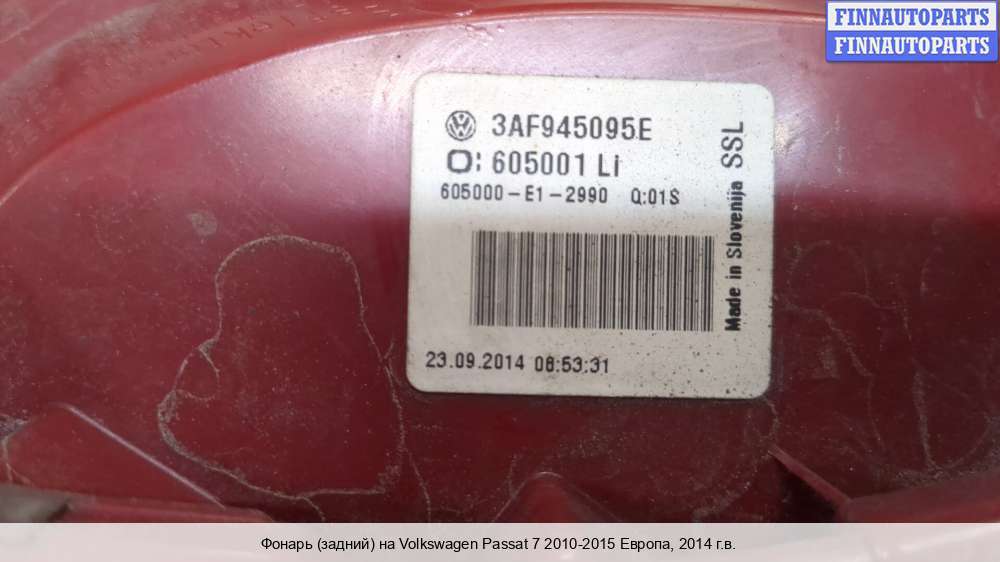 FINNAUTOPARTS
FINNAUTOPARTS
3AF945095E
605001 Li
605000-E1-2990 Q:01S
Made in Slovenija SSL
23.09.2014 06:53:31
Фонарь (задний) на Volkswagen Passat 7 2010-2015 Европа, 2014 г.в.